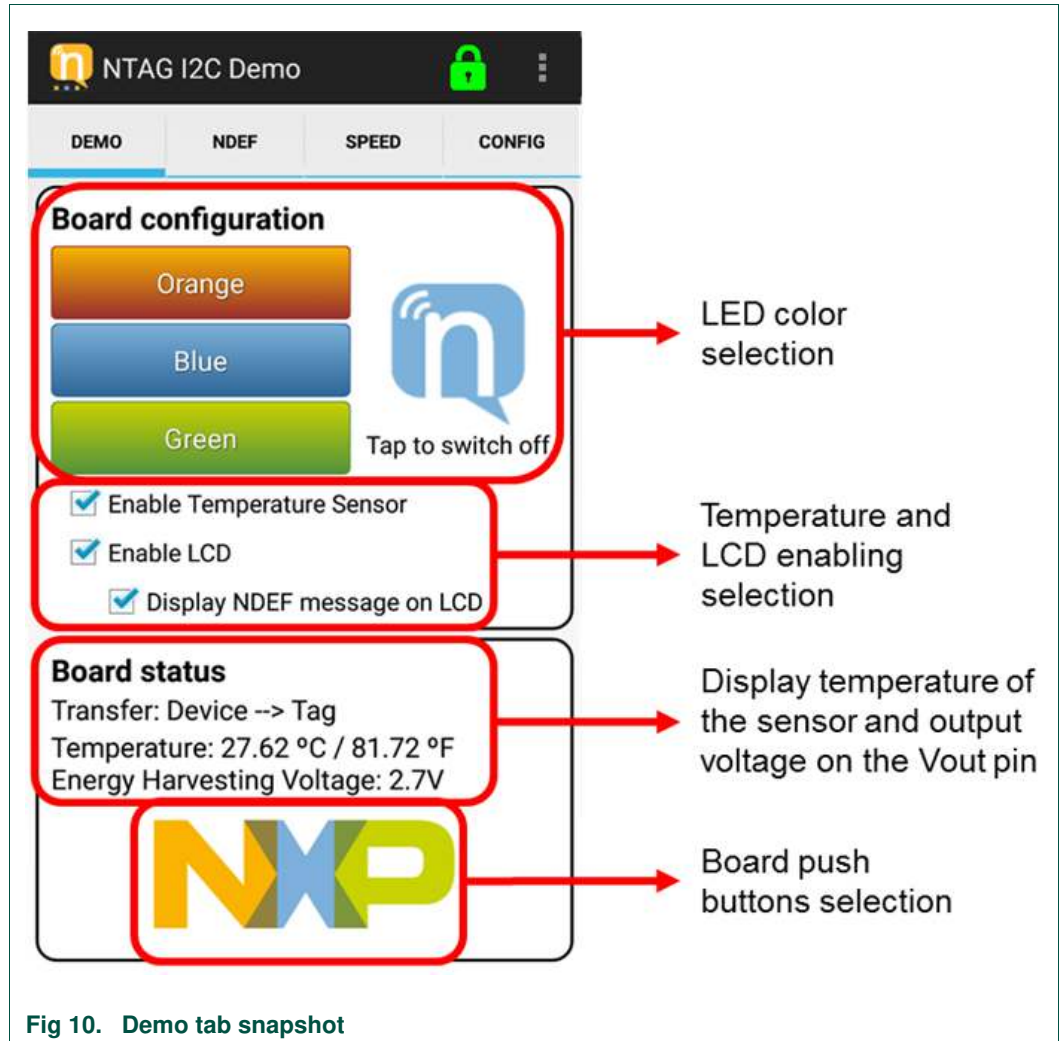 NTAG I2C Demo
DEMO NDEF SPEED CONFIG
Board configuration
Orange
Blue
Green
Tap to switch off
LED color
selection
Enable Temperature Sensor
Enable LCD
Display NDEF message on LCD
Temperature and
LCD enabling
selection
Board status
Transfer: Device --> Tag
Temperature: 27.62 ºC / 81.72 ºF
Energy Harvesting Voltage: 2.7V
Display temperature of
the sensor and output
voltage on the Vout pin
NXP
Board push
buttons selection
Fig 10. Demo tab snapshot